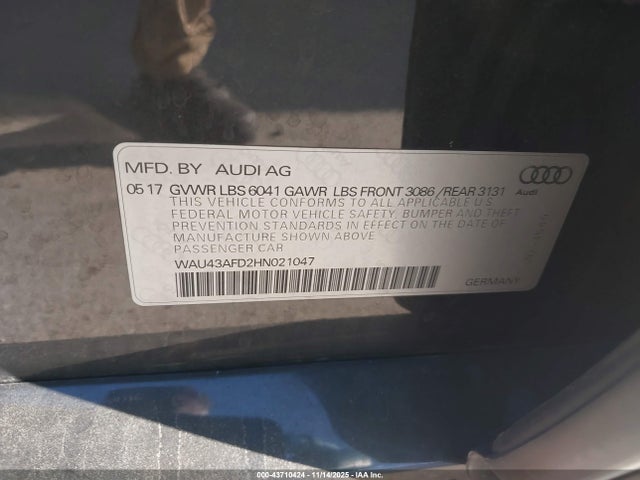 MFD. BY AUDI AG
05 17 GVWR LBS 6041 GAWR LBS FRONT 3086 /REAR 3131
Audi
THIS VEHICLE CONFORMS TO ALL APPLICABLE U.S.
FEDERAL MOTOR VEHICLE SAFETY, BUMPER AND THEFT
PREVENTION STANDARDS IN EFFECT ON THE DATE OF
MANUFACTURE SHOWN ABOVE
PASSENGER CAR
WAU43AFD2HN021047
GERMANY
000-43710424 - 11/14/2025 - IAA Inc.